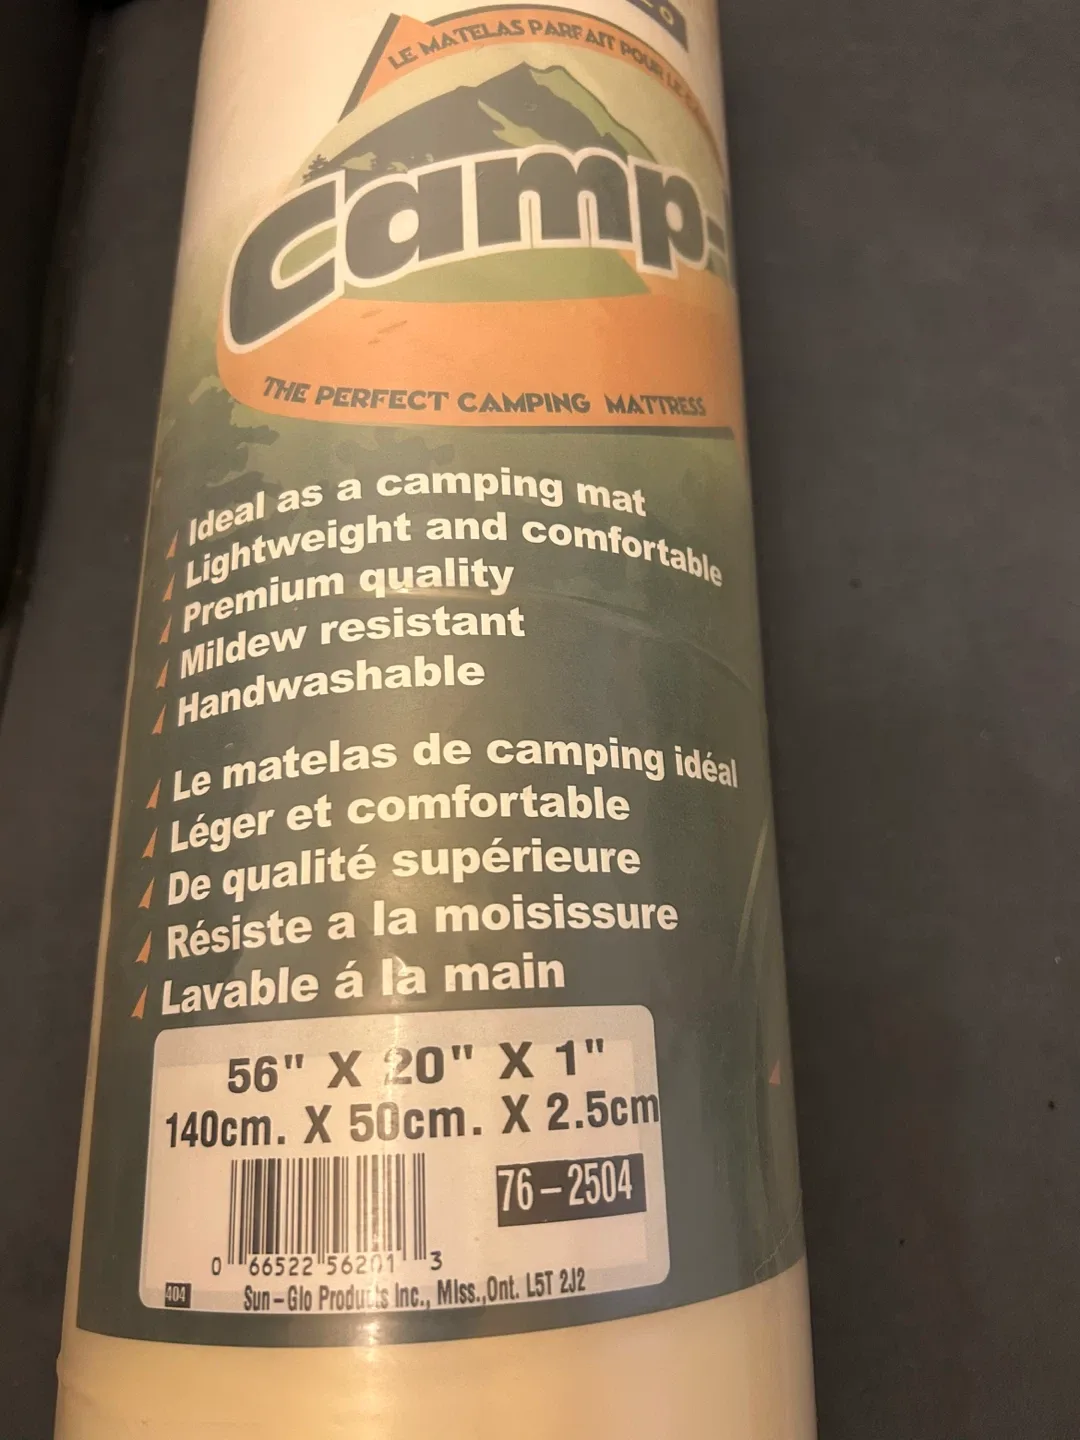 LE MATELAS PARFAIT POUR LE
Camp-
THE PERFECT CAMPING MATTRESS
Ideal as a camping mat
Lightweight and comfortable
Premium quality
Mildew resistant
Handwashable
Le matelas de camping idéal
Léger et comfortable
De qualité supérieure
Résiste a la moisissure
Lavable á la main
56" X 20" X 1"
140cm. X 50cm. X 2.5cm
76-2504
0 66522 56201 3
404
Sun-Glo Products Inc., Miss.,Ont. L5T 2J2